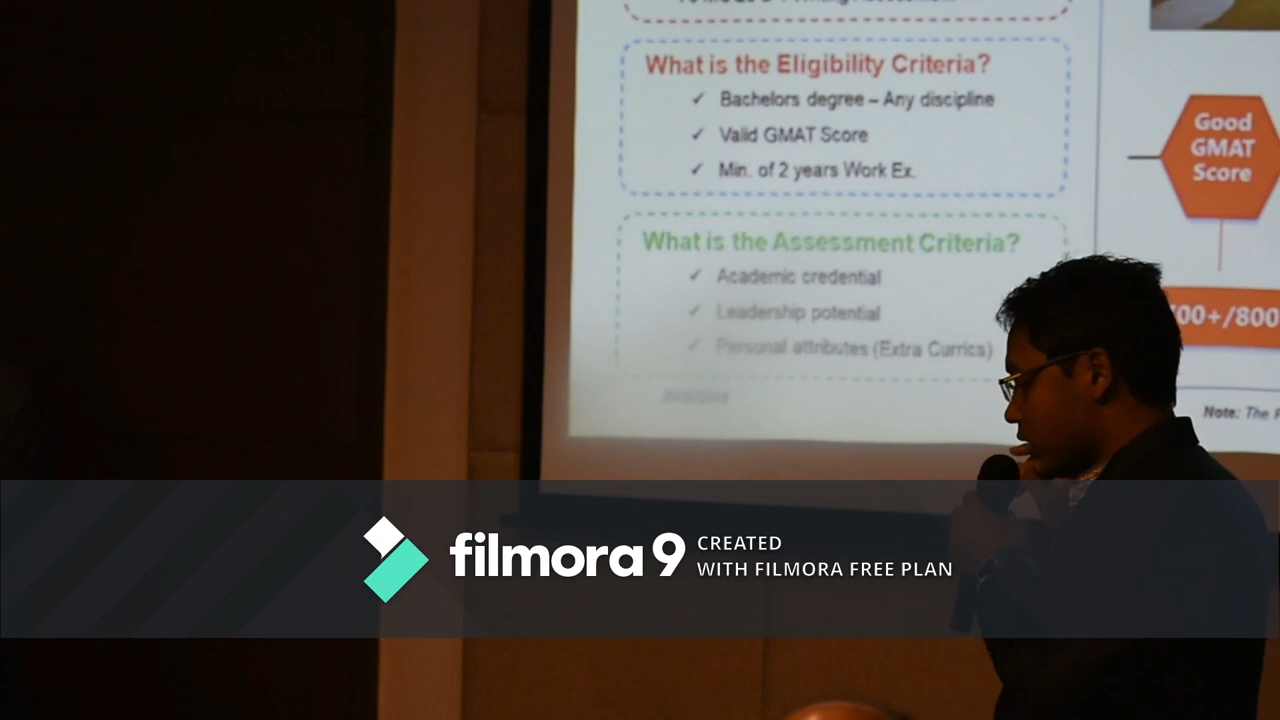 What is the Eligibility Criteria?
✓ Bachelors degree – Any discipline
✓ Valid GMAT Score
✓ Min. of 2 years Work Ex.
What is the Assessment Criteria?
✓ Academic credential
✓ Leadership potential
✓ Personal attributes (Extra Currics)
Good
GMAT
Score
00+/800
Note: The
filmora9
CREATED
WITH FILMORA FREE PLAN